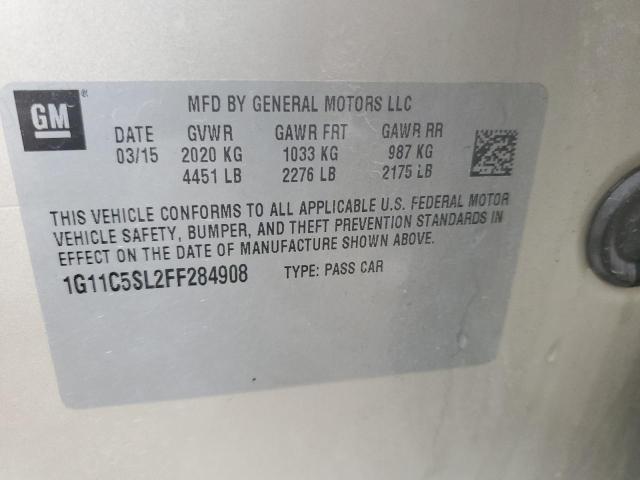 GM®
MFD BY GENERAL MOTORS LLC
DATE GVWR GAWR FRT GAWR RR
03/15 2020 KG 1033 KG 987 KG
4451 LB 2276 LB 2175 LB
THIS VEHICLE CONFORMS TO ALL APPLICABLE U.S. FEDERAL MOTOR
VEHICLE SAFETY, BUMPER, AND THEFT PREVENTION STANDARDS IN
EFFECT ON THE DATE OF MANUFACTURE SHOWN ABOVE.
1G11C5SL2FF284908 TYPE: PASS CAR